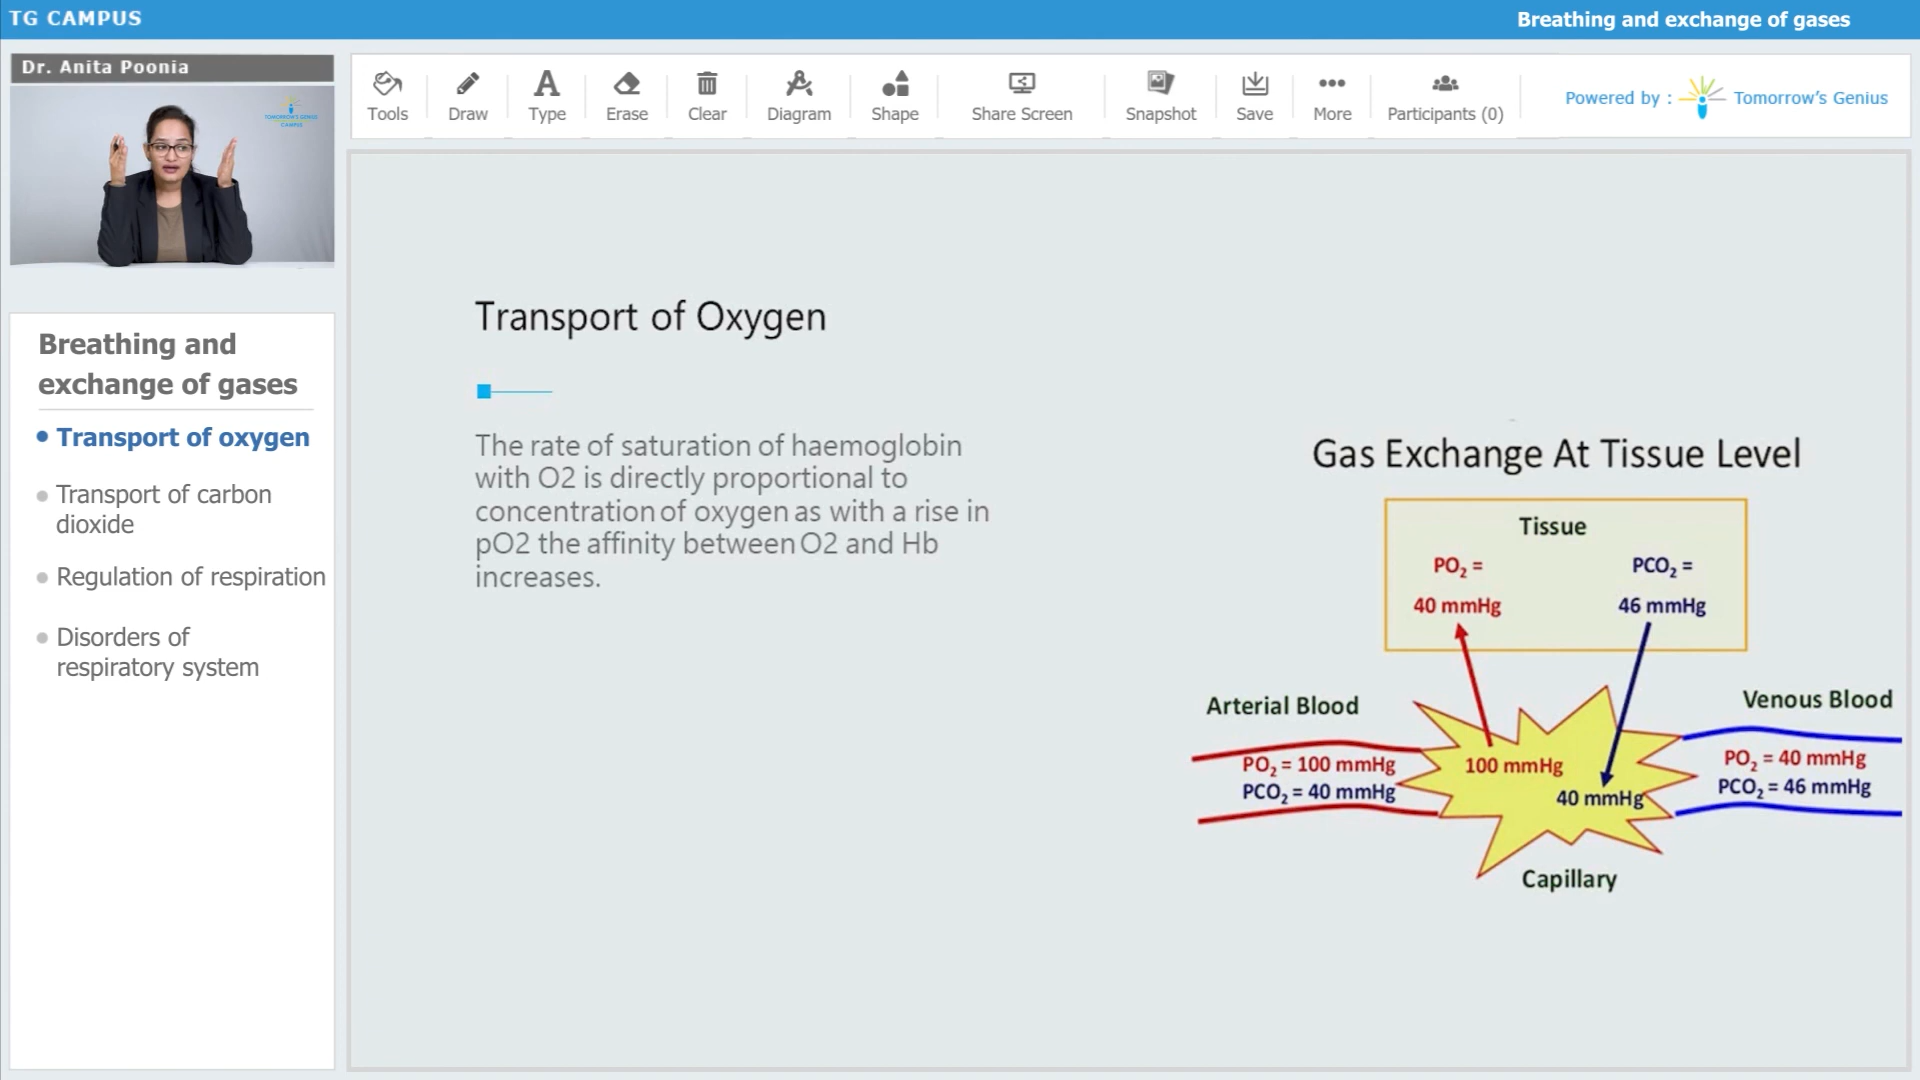 TG CAMPUS
Breathing and exchange of gases
Dr. Anita Poonia
TOMORROW'S GENIUS
CAMPUS
Tools
Draw
Type
Erase
Clear
Diagram
Shape
Share Screen
Snapshot
Save
More
Participants (0)
Powered by :
Tomorrow's Genius
Breathing and
exchange of gases
Transport of oxygen
Transport of carbon
dioxide
Regulation of respiration
Disorders of
respiratory system
Transport of Oxygen
The rate of saturation of haemoglobin
with O2 is directly proportional to
concentration of oxygen as with a rise in
pO2 the affinity between O2 and Hb
increases.
Gas Exchange At Tissue Level
Tissue
PO₂ =
40 mmHg
PCO₂ =
46 mmHg
Arterial Blood
Venous Blood
PO₂ = 100 mmHg
PCO₂ = 40 mmHg
100 mmHg
40 mmHg
PO₂ = 40 mmHg
PCO₂ = 46 mmHg
Capillary